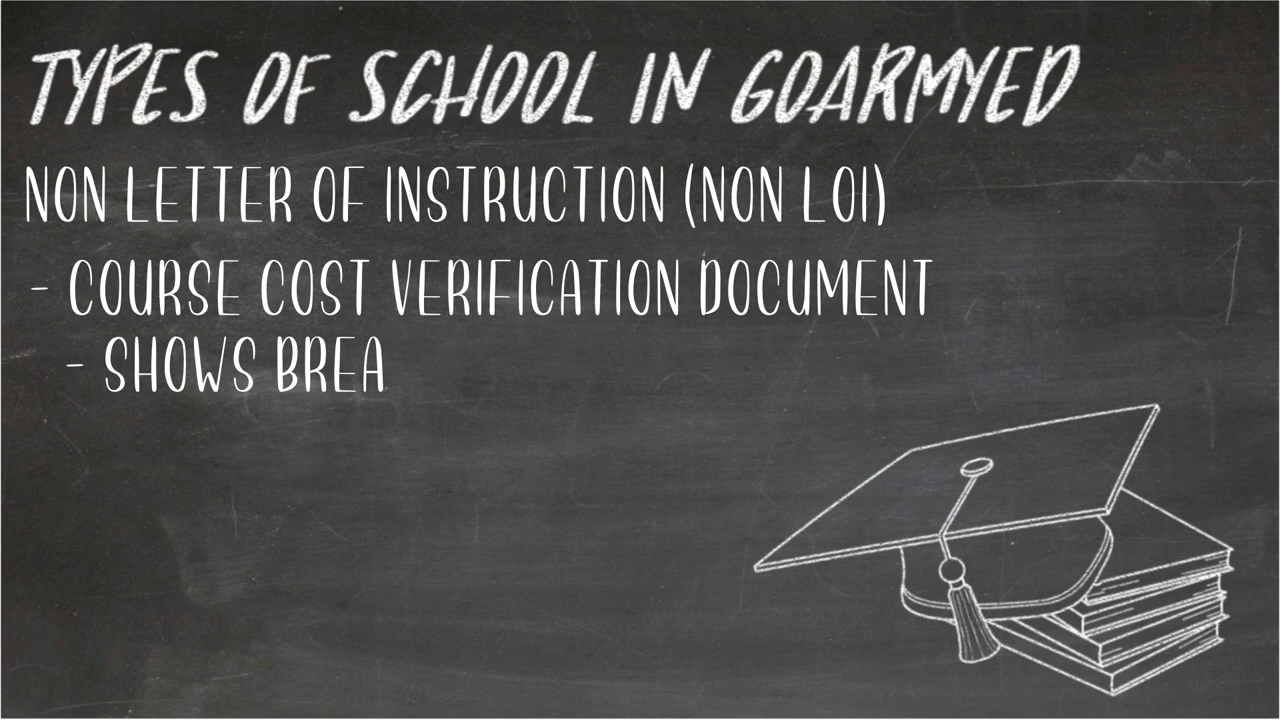 TYPES OF SCHOOL IN GOARMYED
NON LETTER OF INSTRUCTION (NON LOI)
- COURSE COST VERIFICATION DOCUMENT
- SHOWS BREA